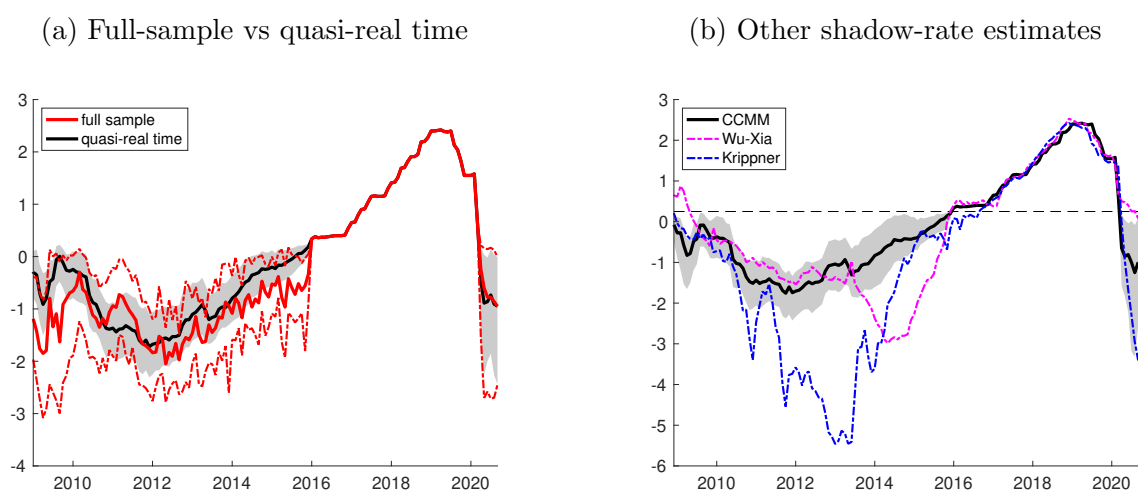 (a) Full-sample vs quasi-real time
3
2
1
0
-1
-2
-3
-4
full sample
quasi-real time
2010 2012 2014 2016 2018 2020
(b) Other shadow-rate estimates
3
2
1
0
-1
-2
-3
-4
-5
-6
CCMM
Wu-Xia
Krippner
2010 2012 2014 2016 2018 2020